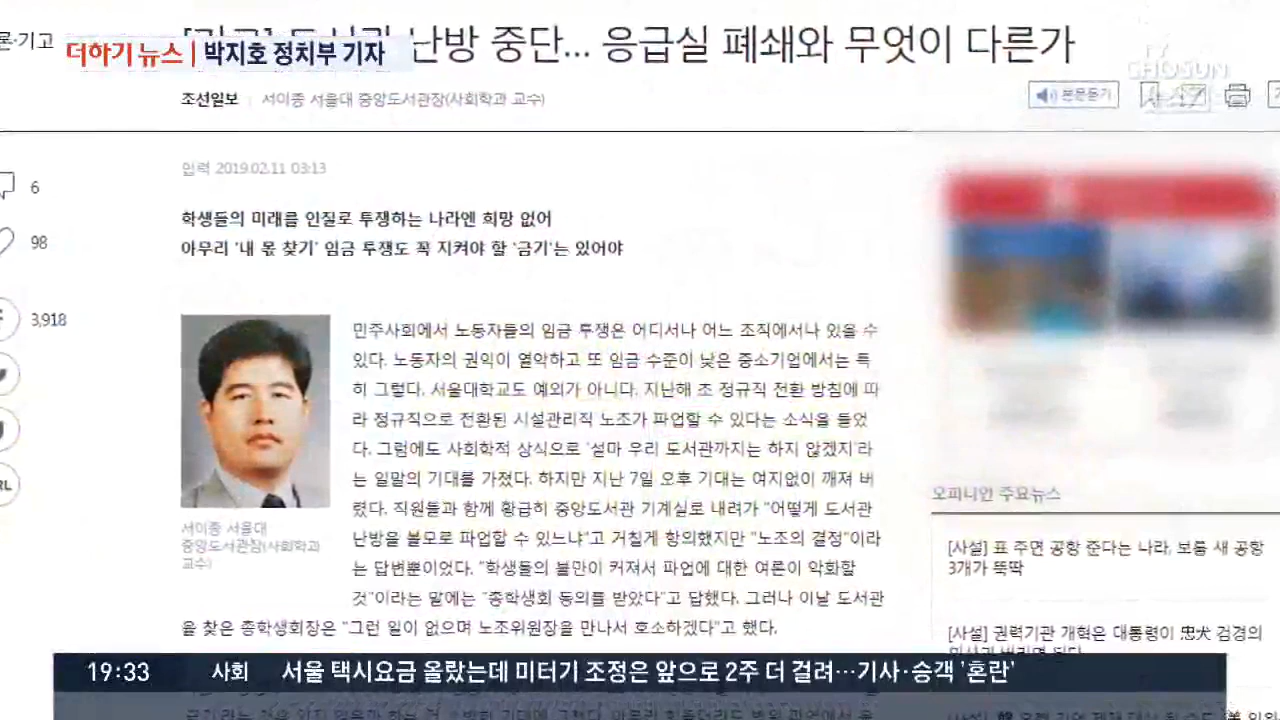 론·기고
난방 중단... 응급실 폐쇄와 무엇이 다른가
더하기 뉴스 | 박지호 정치부 기자
TV CHOSUN
조선일보 | 서이종 서울대 중앙도서관장(사회학과 교수)
본문듣기
입력 2019.02.11 03:13
6
98
3,918
RL
학생들의 미래를 인질로 투쟁하는 나라엔 희망 없어
아무리 '내 몫 찾기' 임금 투쟁도 꼭 지켜야 할 '금기'는 있어야
민주사회에서 노동자들의 임금 투쟁은 어디서나 어느 조직에서나 있을 수
있다. 노동자의 권익이 열악하고 또 임금 수준이 낮은 중소기업에서는 특
히 그렇다. 서울대학교도 예외가 아니다. 지난해 초 정규직 전환 방침에 따
라 정규직으로 전환된 시설관리직 노조가 파업할 수 있다는 소식을 들었
다. 그럼에도 사회학적 상식으로 '설마 우리 도서관까지는 하지 않겠지'라
는 일말의 기대를 가졌다. 하지만 지난 7일 오후 기대는 여지없이 깨져 버
렸다. 직원들과 함께 황급히 중앙도서관 기계실로 내려가 "어떻게 도서관
난방을 볼모로 파업할 수 있느냐"고 거칠게 항의했지만 "노조의 결정"이라
는 답변뿐이었다. "학생들의 불만이 커져서 파업에 대한 여론이 악화할
것"이라는 말에는 "총학생회 동의를 받았다"고 답했다. 그러나 이날 도서관
을 찾은 총학생회장은 "그런 일이 없으며 노조위원장을 만나서 호소하겠다"고 했다.
서이종 서울대
중앙도서관장(사회학과
교수)
오피니언 주요뉴스
[사설] 표 주면 공항 준다는 나라, 보름 새 공항
3개가 뚝딱
[사설] 권력기관 개혁은 대통령이 忠犬 검경의
19:33 사회 서울 택시요금 올랐는데 미터기 조정은 앞으로 2주 더 걸려…기사·승객 '혼란'